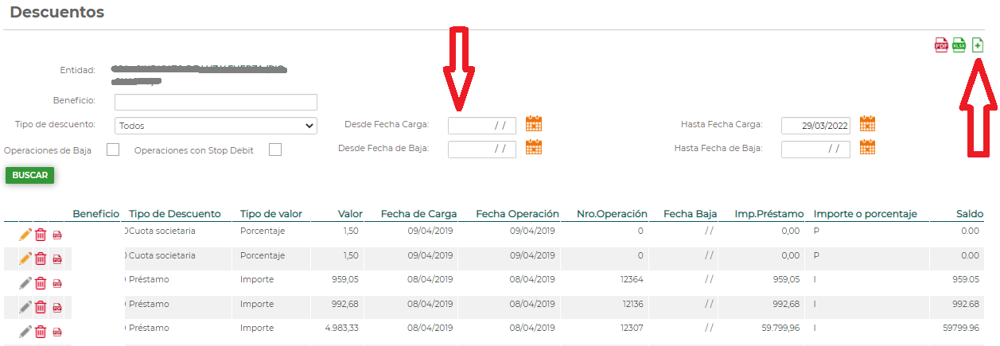 Descuentos
PDF XLSX
Entidad:
Beneficio:
Tipo de descuento: Todos Desde Fecha Carga: / / Hasta Fecha Carga: 29/03/2022
Operaciones de Baja Operaciones con Stop Debit Desde Fecha de Baja: / / Hasta Fecha de Baja: / /
BUSCAR
Beneficio Tipo de Descuento Tipo de valor Valor Fecha de Carga Fecha Operación Nro.Operación Fecha Baja Imp.Préstamo Importe o porcentaje Saldo
PDF Cuota societaria Porcentaje 1,50 09/04/2019 09/04/2019 0 / / 0,00 P 0.00
PDF Cuota societaria Porcentaje 1,50 09/04/2019 09/04/2019 0 / / 0,00 P 0.00
PDF Préstamo Importe 959,05 08/04/2019 08/04/2019 12364 / / 959,05 I 959.05
PDF Préstamo Importe 992,68 08/04/2019 08/04/2019 12136 / / 992,68 I 992.68
PDF Préstamo Importe 4.983,33 08/04/2019 08/04/2019 12307 / / 59.799,96 I 59799.96